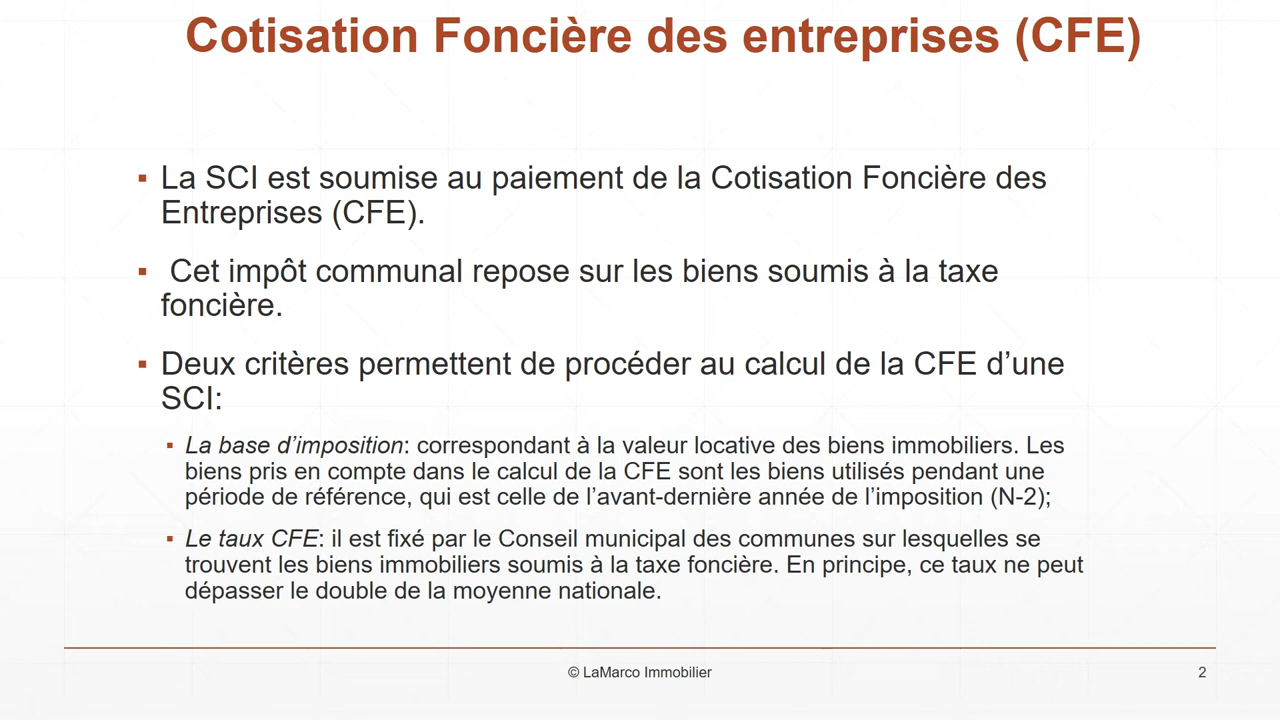 Cotisation Foncière des entreprises (CFE)
▪ La SCI est soumise au paiement de la Cotisation Foncière des
Entreprises (CFE).
▪ Cet impôt communal repose sur les biens soumis à la taxe
foncière.
▪ Deux critères permettent de procéder au calcul de la CFE d’une
SCI:
▪ La base d’imposition: correspondant à la valeur locative des biens immobiliers. Les
biens pris en compte dans le calcul de la CFE sont les biens utilisés pendant une
période de référence, qui est celle de l’avant-dernière année de l’imposition (N-2);
▪ Le taux CFE: il est fixé par le Conseil municipal des communes sur lesquelles se
trouvent les biens immobiliers soumis à la taxe foncière. En principe, ce taux ne peut
dépasser le double de la moyenne nationale.
© LaMarco Immobilier
2